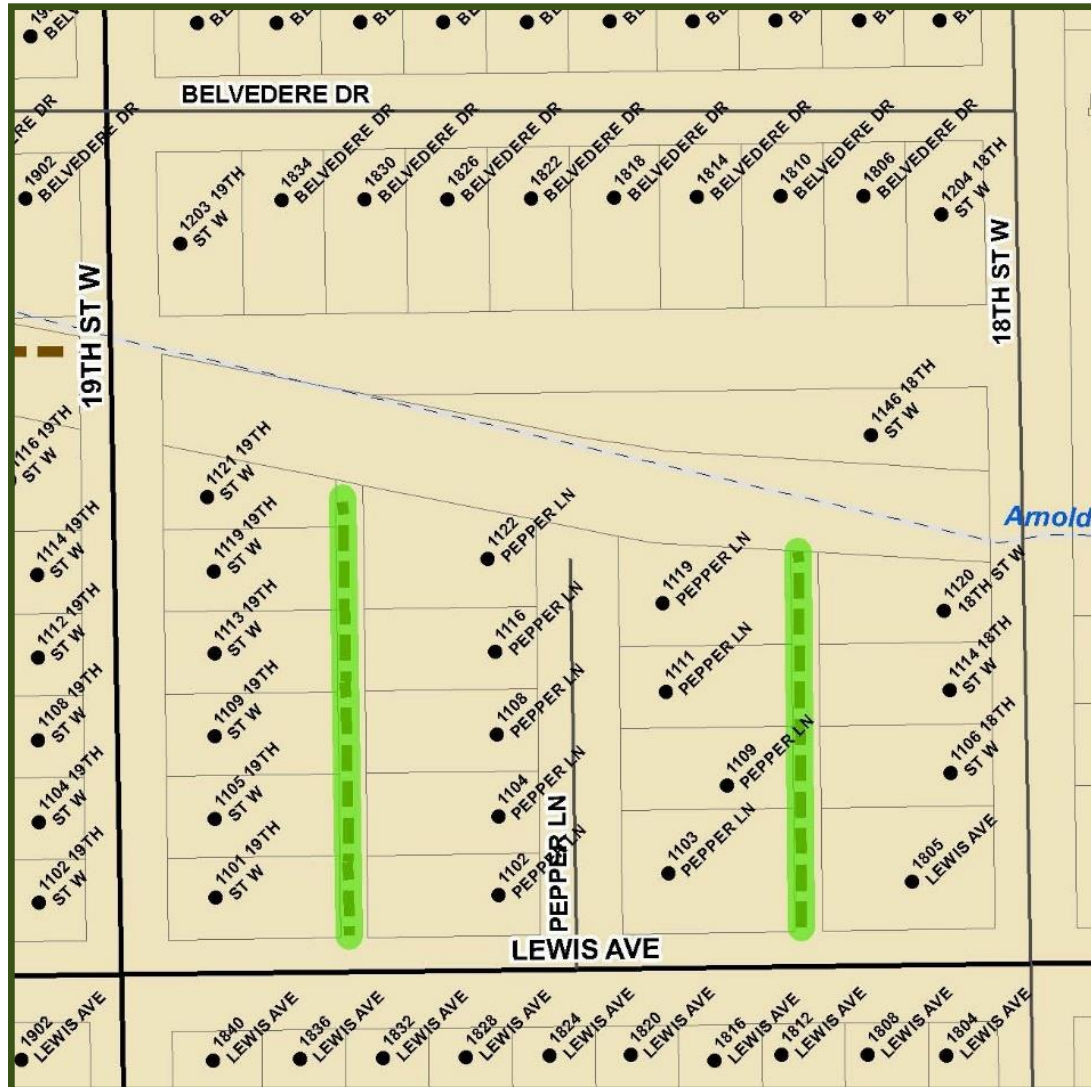 BELVEDERE DR
1902
BELVEDERE DR
1203 19TH
ST W
1834
BELVEDERE DR
1830
BELVEDERE DR
1826
BELVEDERE DR
1822
BELVEDERE DR
1818
BELVEDERE DR
1814
BELVEDERE DR
1810
BELVEDERE DR
1806
BELVEDERE DR
1204 18TH
ST W
19TH ST W
18TH ST W
1146 18TH
ST W
Arnold
1116 19TH
ST W
1114 19TH
ST W
1112 19TH
ST W
1108 19TH
ST W
1104 19TH
ST W
1102 19TH
ST W
1121 19TH
ST W
1119 19TH
ST W
1113 19TH
ST W
1109 19TH
ST W
1105 19TH
ST W
1101 19TH
ST W
1122
PEPPER LN
1116
PEPPER LN
1108
PEPPER LN
1104
PEPPER LN
1102
PEPPER LN
PEPPER LN
1119
PEPPER LN
1111
PEPPER LN
1109
PEPPER LN
1103
PEPPER LN
1120
18TH ST W
1114 18TH
ST W
1106 18TH
ST W
1805
LEWIS AVE
LEWIS AVE
1902
LEWIS AVE
1840
LEWIS AVE
1836
LEWIS AVE
1832
LEWIS AVE
1828
LEWIS AVE
1824
LEWIS AVE
1820
LEWIS AVE
1816
LEWIS AVE
1812
LEWIS AVE
1808
LEWIS AVE
1804
LEWIS AVE